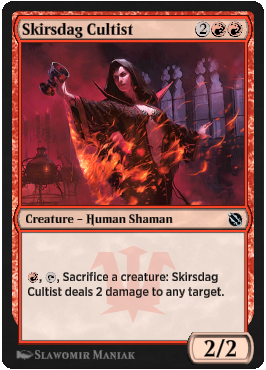 Skirsdag Cultist 2
Creature – Human Shaman
, , Sacrifice a creature: Skirsdag
Cultist deals 2 damage to any target.
SLAWOMIR MANIAK
2/2